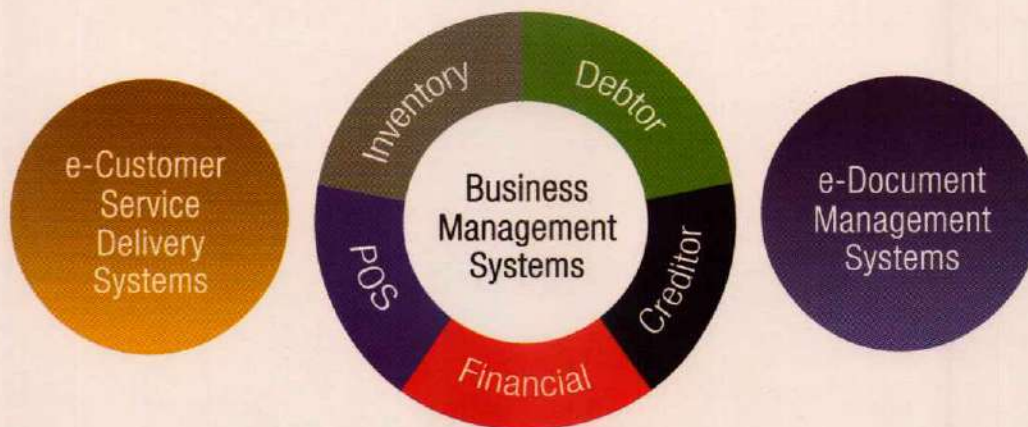 e-Customer
Service
Delivery
Systems
Inventory
Debtor
POS
Business
Management
Systems
Creditor
Financial
e-Document
Management
Systems